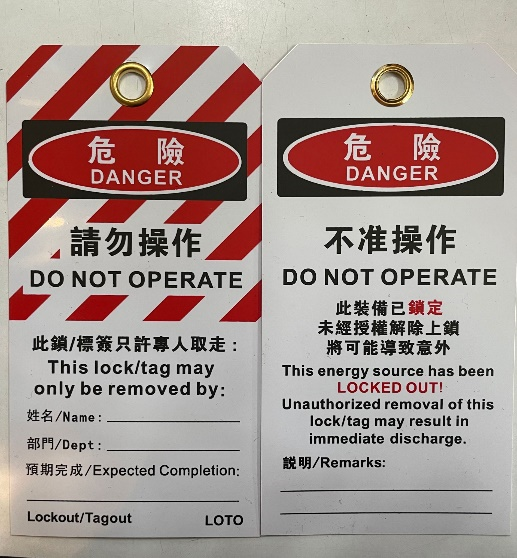 危 險
DANGER
請勿操作
DO NOT OPERATE
此鎖/標簽只許專人取走:
This lock/tag may
only be removed by:
姓名/Name:
部門/Dept:
預期完成/Expected Completion:
Lockout/Tagout LOTO
危 險
DANGER
不准操作
DO NOT OPERATE
此裝備已鎖定
未經授權解除上鎖
將可能導致意外
This energy source has been
LOCKED OUT!
Unauthorized removal of this
lock/tag may result in
immediate discharge.
説明/Remarks: